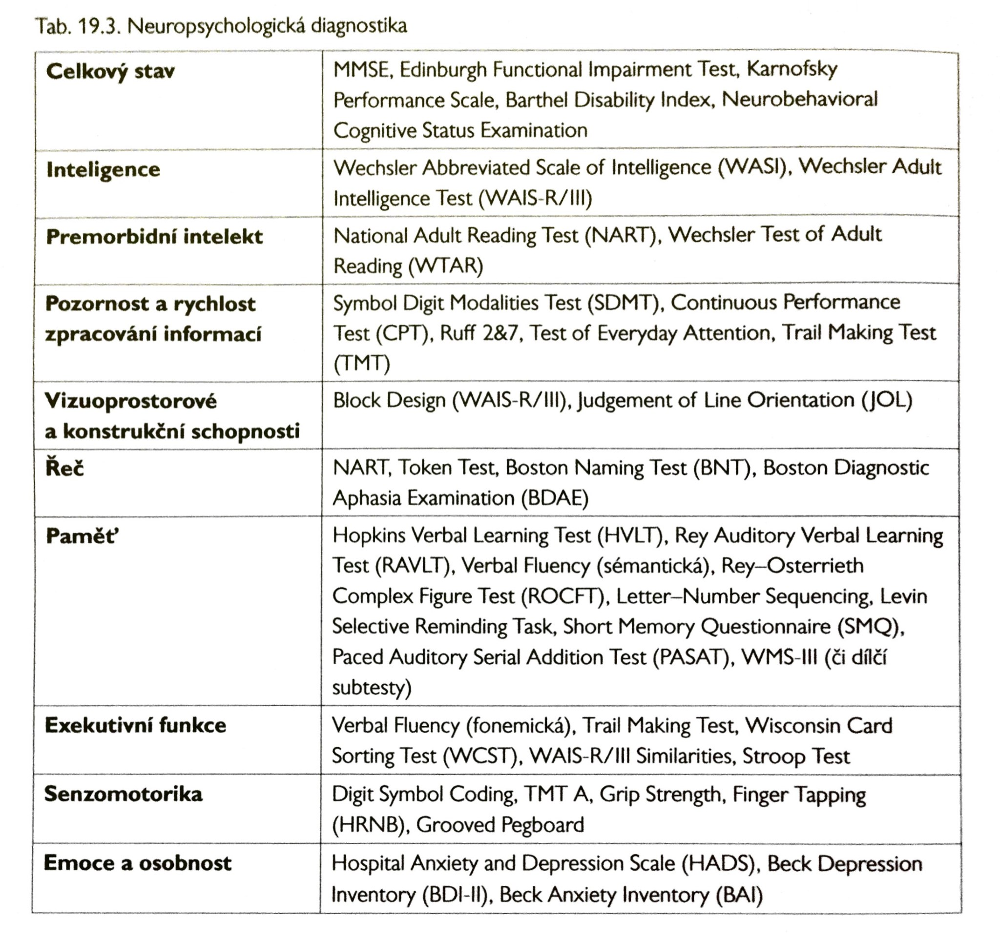 Tab. 19.3. Neuropsychologická diagnostika
Celkový stav
MMSE, Edinburgh Functional Impairment Test, Karnofsky
Performance Scale, Barthel Disability Index, Neurobehavioral
Cognitive Status Examination
Inteligence
Wechsler Abbreviated Scale of Intelligence (WASI), Wechsler Adult
Intelligence Test (WAIS-R/III)
Premorbidní intelekt
National Adult Reading Test (NART), Wechsler Test of Adult
Reading (WTAR)
Pozornost a rychlost
zpracování informací
Symbol Digit Modalities Test (SDMT), Continuous Performance
Test (CPT), Ruff 2&7, Test of Everyday Attention, Trail Making Test
(TMT)
Vizuoprostorové
a konstrukční schopnosti
Block Design (WAIS-R/III), Judgement of Line Orientation (JOL)
Řeč
NART, Token Test, Boston Naming Test (BNT), Boston Diagnostic
Aphasia Examination (BDAE)
Paměť
Hopkins Verbal Learning Test (HVLT), Rey Auditory Verbal Learning
Test (RAVLT), Verbal Fluency (sémantická), Rey–Osterrieth
Complex Figure Test (ROCFT), Letter–Number Sequencing, Levin
Selective Reminding Task, Short Memory Questionnaire (SMQ),
Paced Auditory Serial Addition Test (PASAT), WMS-III (či dílčí
subtesty)
Exekutivní funkce
Verbal Fluency (fonemická), Trail Making Test, Wisconsin Card
Sorting Test (WCST), WAIS-R/III Similarities, Stroop Test
Senzomotorika
Digit Symbol Coding, TMT A, Grip Strength, Finger Tapping
(HRNB), Grooved Pegboard
Emoce a osobnost
Hospital Anxiety and Depression Scale (HADS), Beck Depression
Inventory (BDI-II), Beck Anxiety Inventory (BAI)